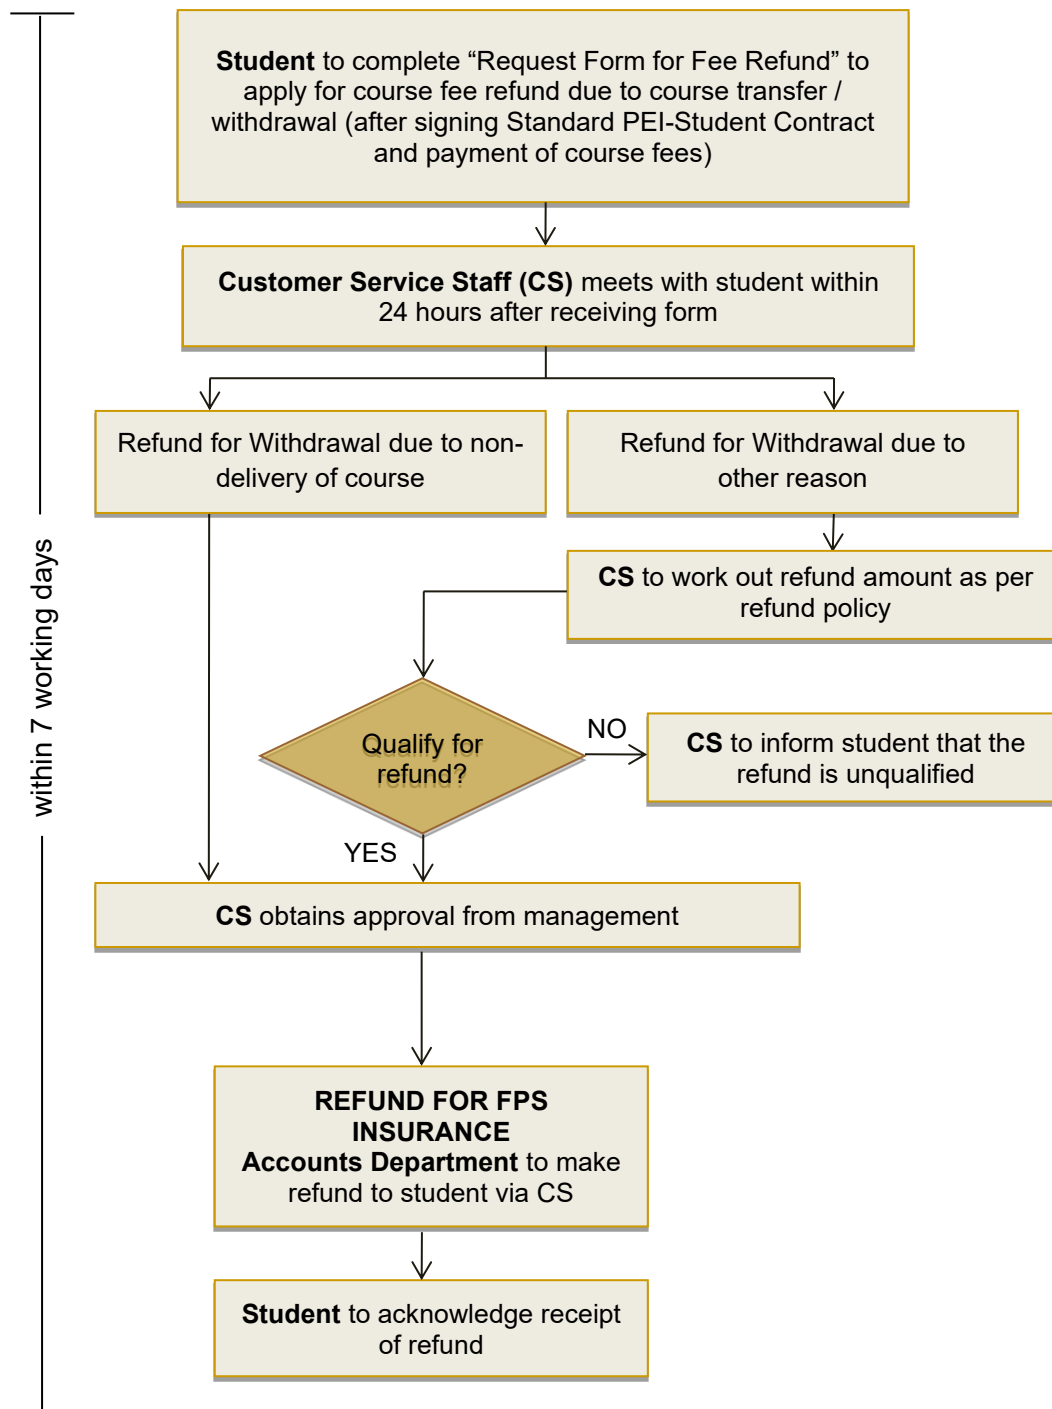 Student to complete “Request Form for Fee Refund” to
apply for course fee refund due to course transfer /
withdrawal (after signing Standard PEI-Student Contract
and payment of course fees)
Customer Service Staff (CS) meets with student within
24 hours after receiving form
Refund for Withdrawal due to non-
delivery of course
Refund for Withdrawal due to
other reason
within 7 working days
CS to work out refund amount as per
refund policy
Qualify for
refund?
NO
CS to inform student that the
refund is unqualified
YES
CS obtains approval from management
REFUND FOR FPS
INSURANCE
Accounts Department to make
refund to student via CS
Student to acknowledge receipt
of refund